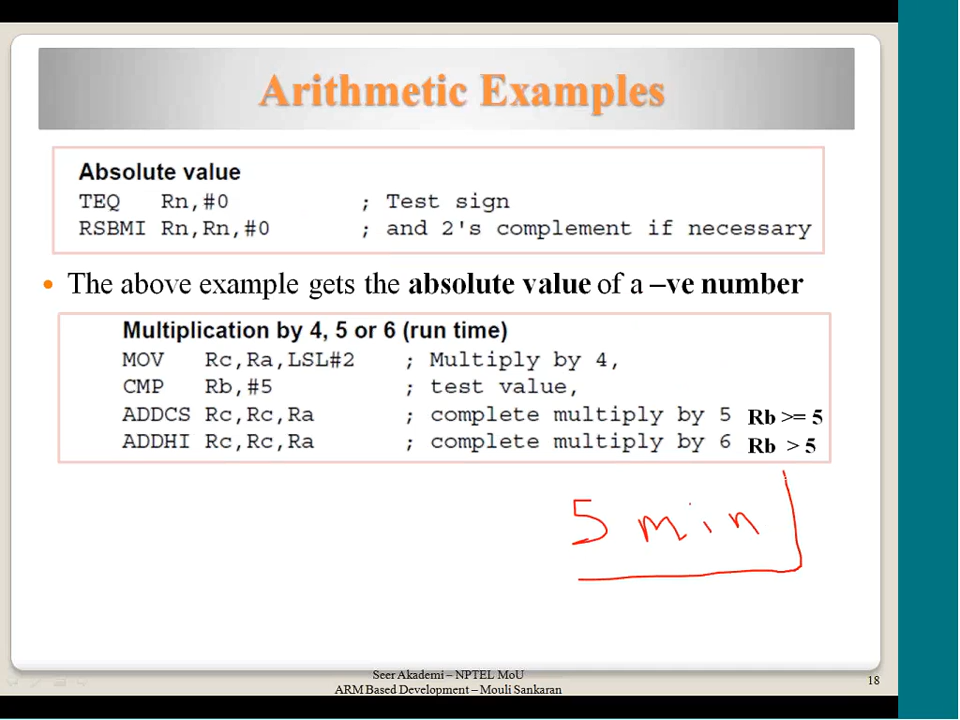 Arithmetic Examples
Absolute value
TEQ Rn,#0 ; Test sign
RSBMI Rn,Rn,#0 ; and 2's complement if necessary
• The above example gets the absolute value of a –ve number
Multiplication by 4, 5 or 6 (run time)
MOV Rc,Ra,LSL#2 ; Multiply by 4,
CMP Rb,#5 ; test value,
ADDCS Rc,Rc,Ra ; complete multiply by 5 Rb >= 5
ADDHI Rc,Rc,Ra ; complete multiply by 6 Rb > 5
5 min
Seer Akademi – NPTEL MoU
ARM Based Development – Mouli Sankaran
18